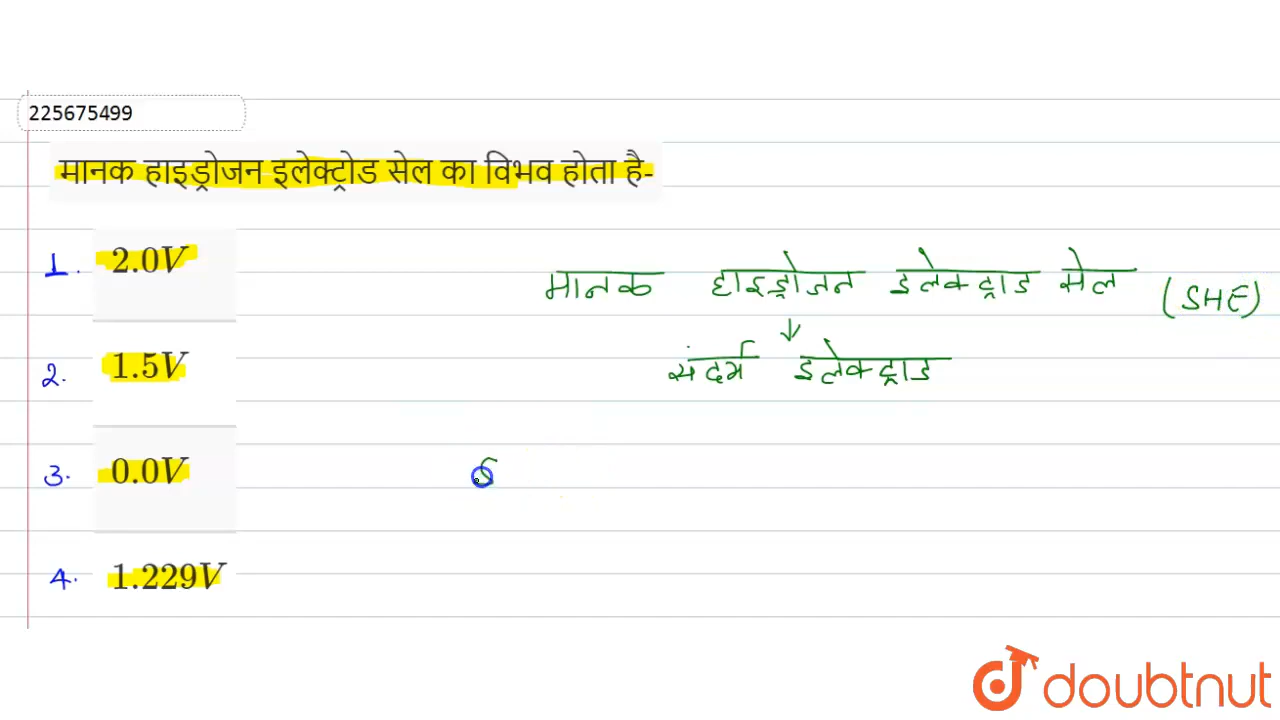 225675499
मानक हाइड्रोजन इलेक्ट्रोड सेल का विभव होता है-
1. 2.0V
मानक हाइड्रोजन इलेक्ट्राड सेल (SHE)
↓
2. 1.5V
संदर्भ इलेक्ट्राड
3. 0.0V
S
4. 1.229V
doubtnut